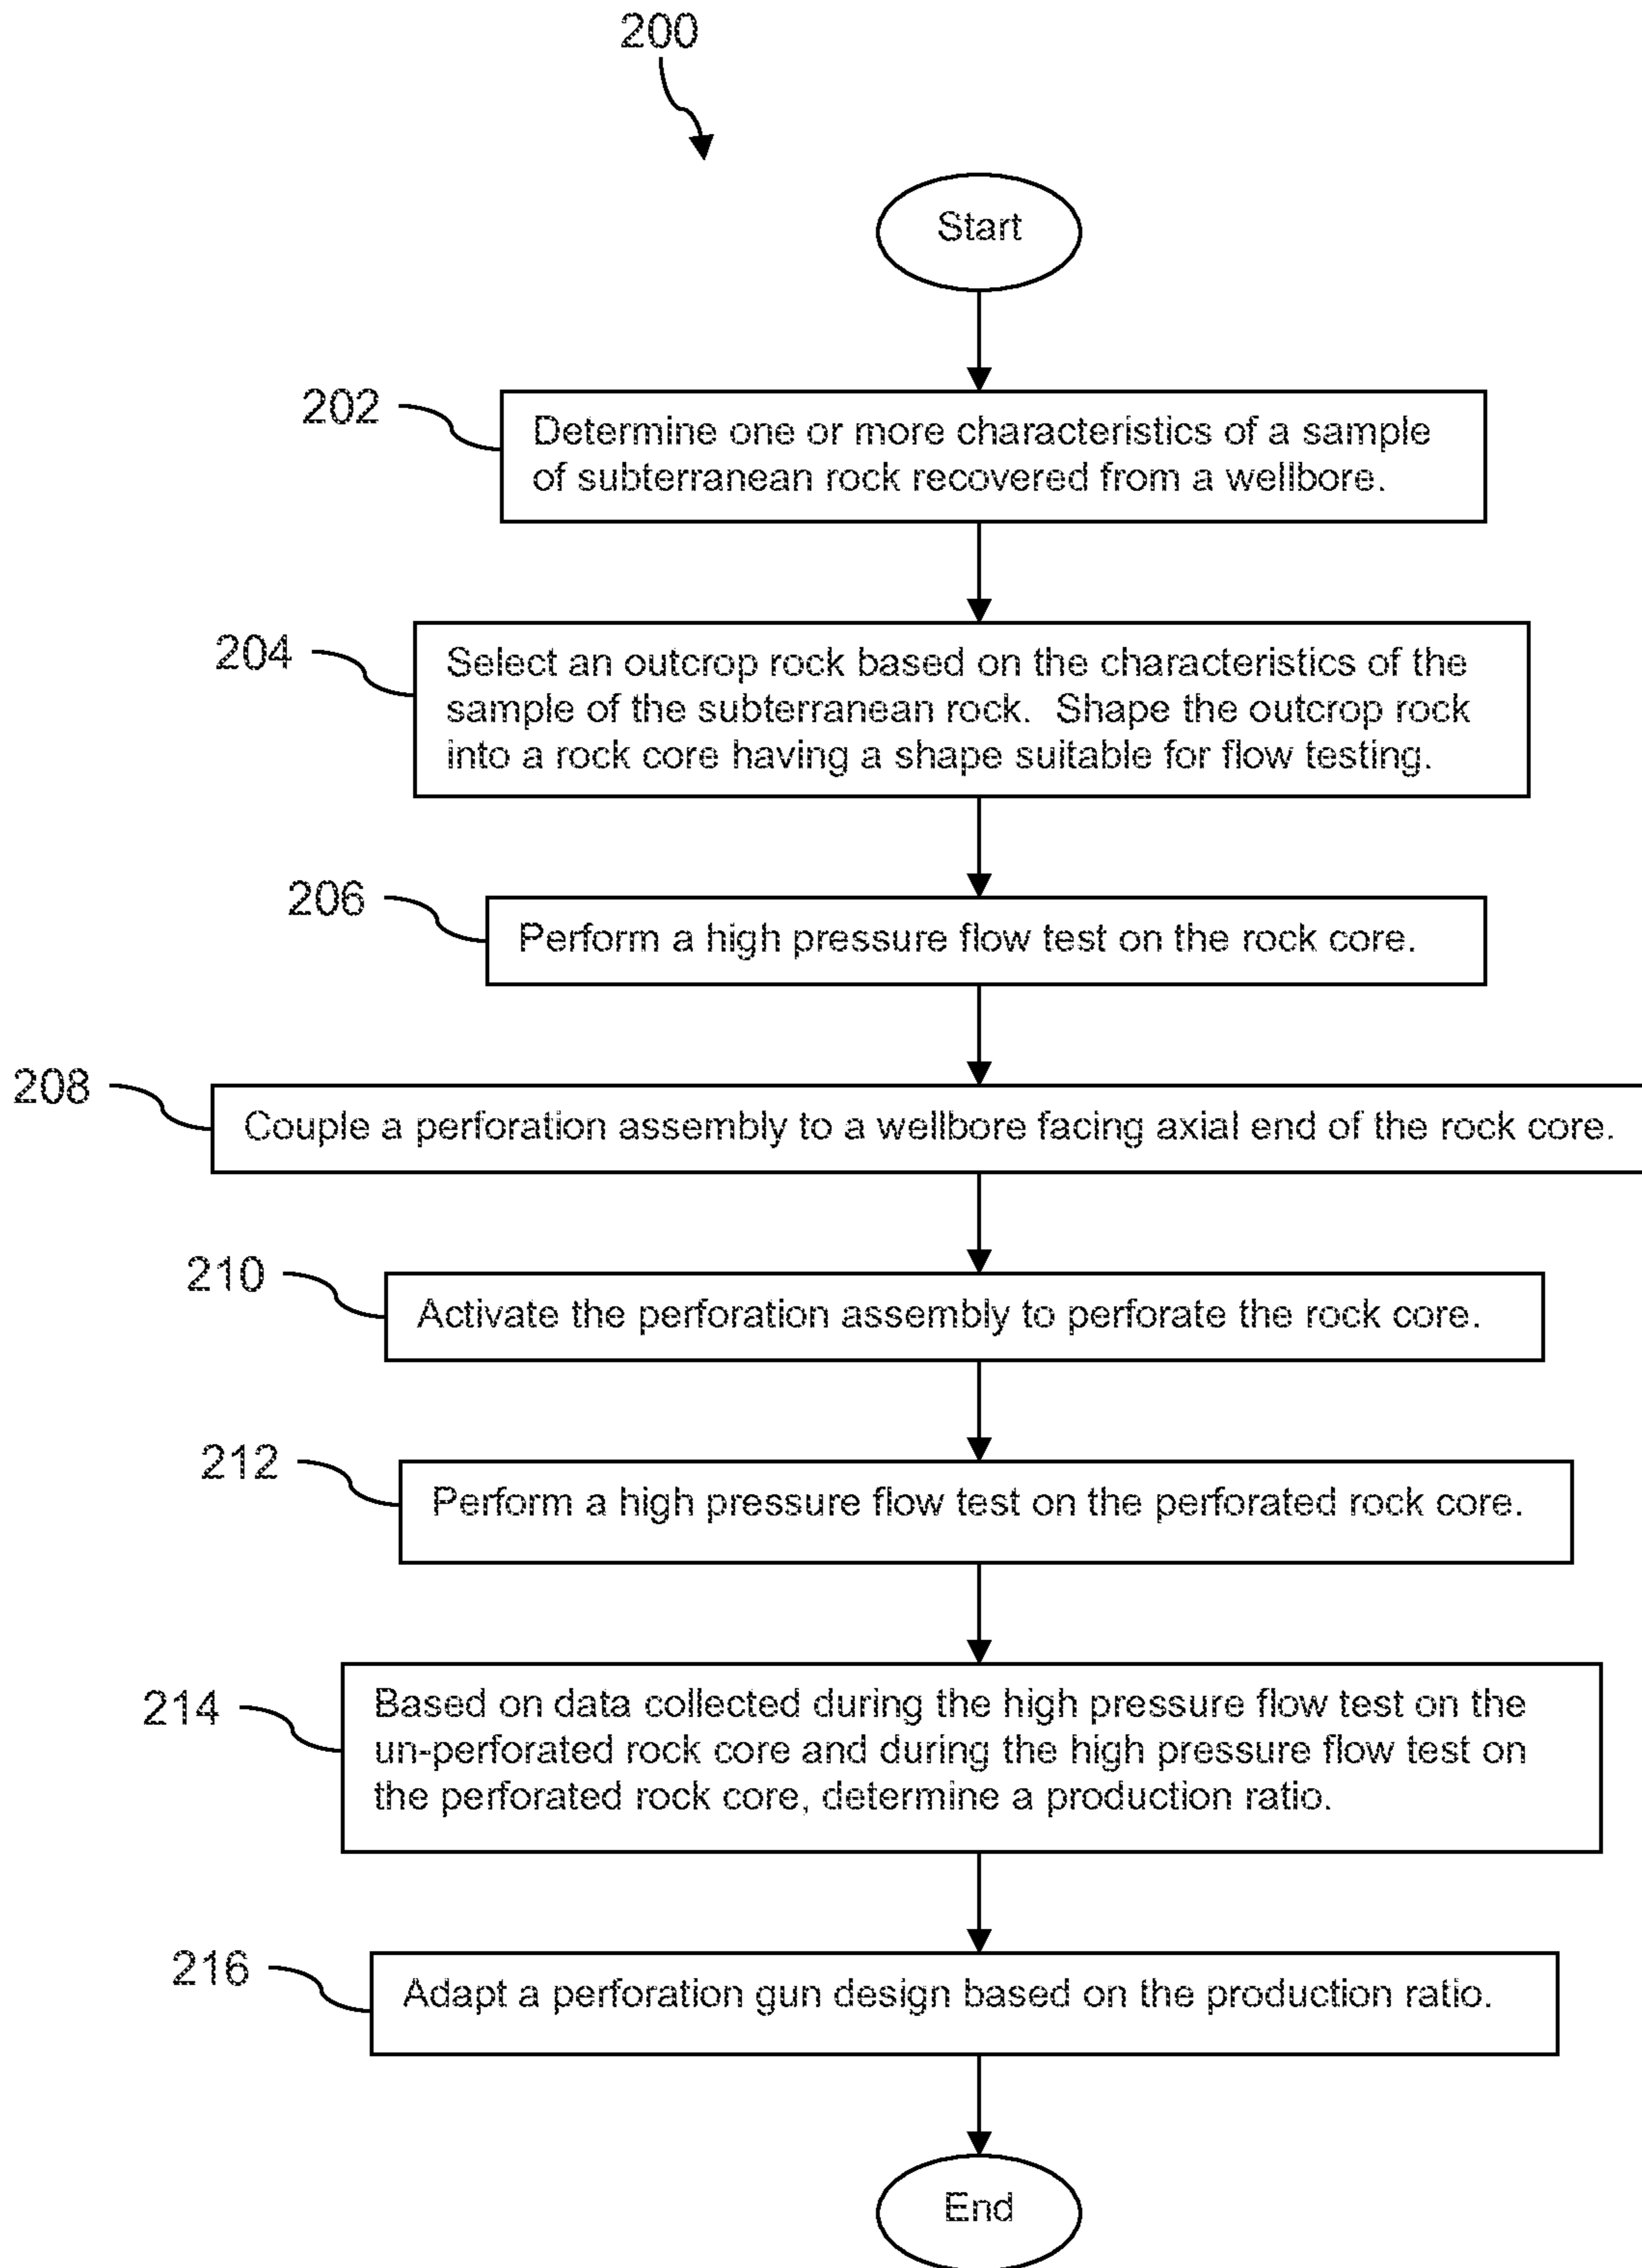 200
Start
202
Determine one or more characteristics of a sample
of subterranean rock recovered from a wellbore.
204
Select an outcrop rock based on the characteristics of the
sample of the subterranean rock.  Shape the outcrop rock
into a rock core having a shape suitable for flow testing.
206
Perform a high pressure flow test on the rock core.
208
Couple a perforation assembly to a wellbore facing axial end of the rock core.
210
Activate the perforation assembly to perforate the rock core.
212
Perform a high pressure flow test on the perforated rock core.
214
Based on data collected during the high pressure flow test on the
un-perforated rock core and during the high pressure flow test on
the perforated rock core, determine a production ratio.
216
Adapt a perforation gun design based on the production ratio.
End